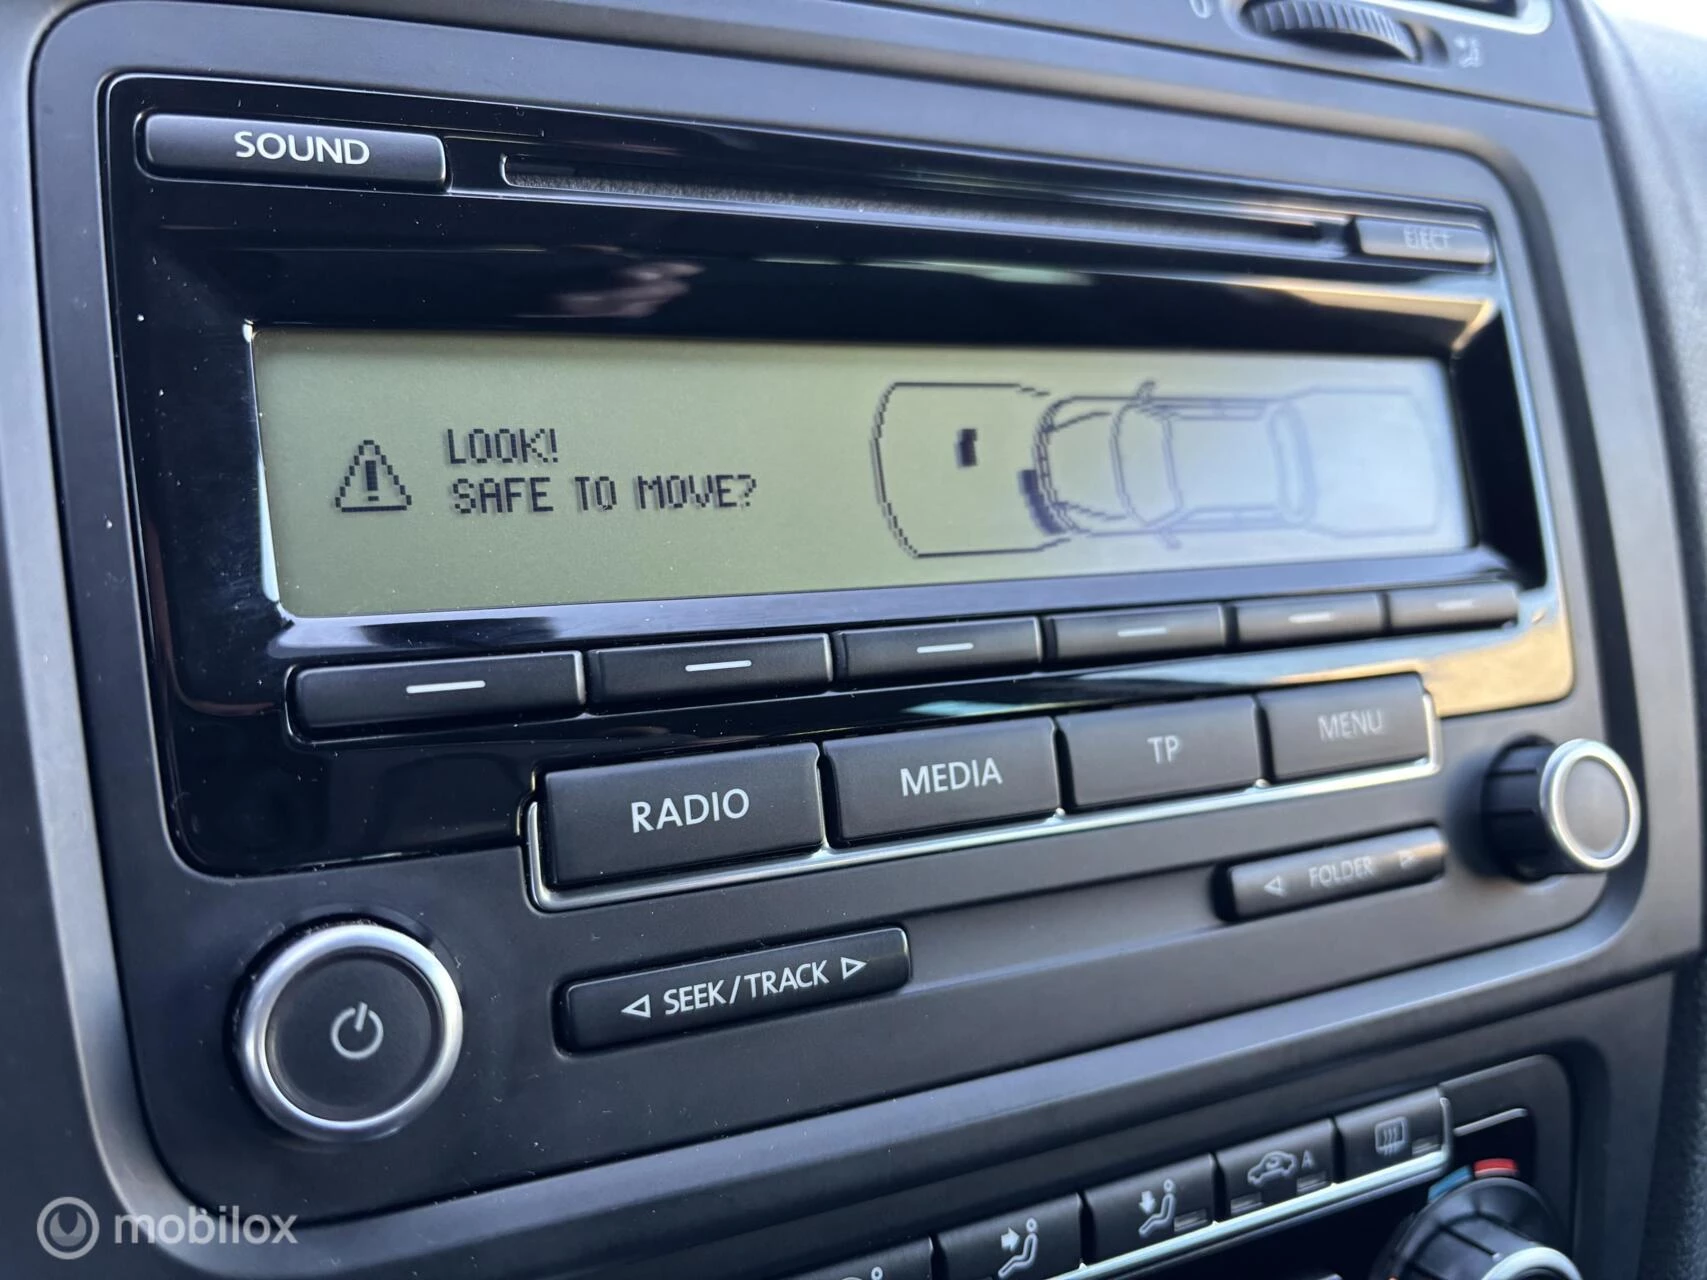 SOUND
EJECT
LOOK!
SAFE TO MOVE?
RADIO
MEDIA
TP
MENU
FOLDER
SEEK/TRACK
A
mobilox